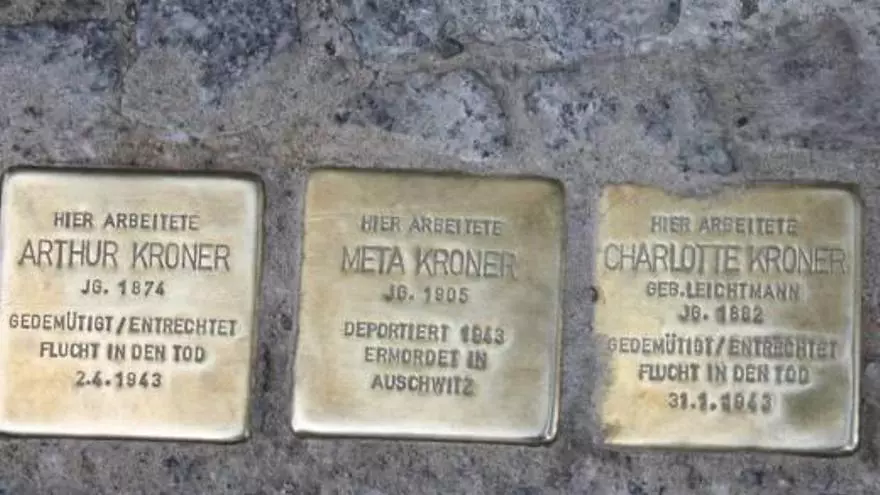 HIER ARBEITETE
ARTHUR KRONER
JG. 1874
GEDEMÜTIGT/ENTRECHTET
FLUCHT IN DEN TOD
2.4.1943
HIER ARBEITETE
META KRONER
JG. 1905
DEPORTIERT 1943
ERMORDET IN
AUSCHWITZ
HIER ARBEITETE
CHARLOTTE KRONER
GEB.LEICHTMANN
JG. 1882
GEDEMÜTIGT/ENTRECHTET
FLUCHT IN DEN TOD
31.1.1943